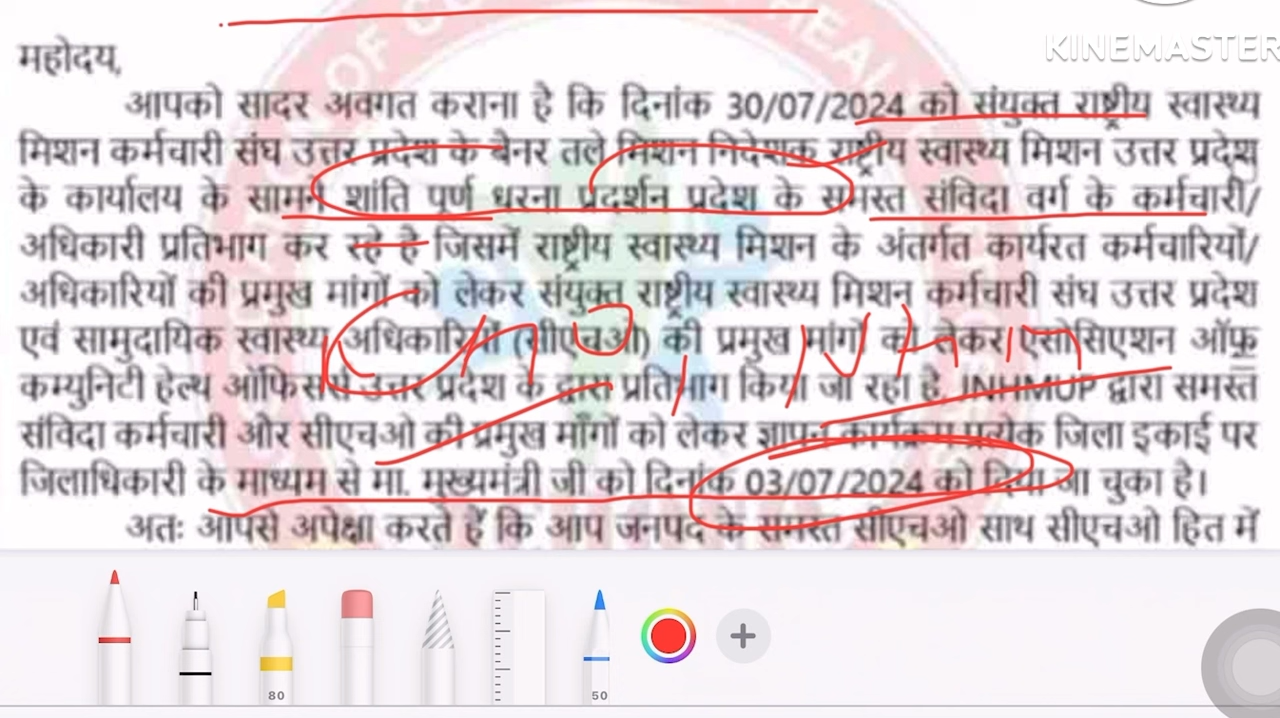 KINEMASTER
महोदय,
आपको सादर अवगत कराना है कि दिनांक 30/07/2024 को संयुक्त राष्ट्रीय स्वास्थ्य
मिशन कर्मचारी संघ उत्तर प्रदेश के बैनर तले मिशन निदेशक राष्ट्रीय स्वास्थ्य मिशन उत्तर प्रदेश
के कार्यालय के सामने शांति पूर्ण धरना प्रदर्शन प्रदेश के समस्त संविदा वर्ग के कर्मचारी/
अधिकारी प्रतिभाग कर रहे है जिसमें राष्ट्रीय स्वास्थ्य मिशन के अंतर्गत कार्यरत कर्मचारियों/
अधिकारियों की प्रमुख मांगों को लेकर संयुक्त राष्ट्रीय स्वास्थ्य मिशन कर्मचारी संघ उत्तर प्रदेश
एवं सामुदायिक स्वास्थ्य अधिकारियों (सीएचओ) की प्रमुख मांगों को लेकर एसोसिएशन ऑफ
CHO, NHM
कम्युनिटी हेल्थ ऑफिसर्स उत्तर प्रदेश के द्वारा प्रतिभाग किया जा रहा है, द्वारा समस्त
संविदा कर्मचारी और सीएचओ की प्रमुख माँगों को लेकर ज्ञापन कार्यक्रम प्रत्येक जिला इकाई पर
जिलाधिकारी के माध्यम से मा. मुख्यमंत्री जी को दिनांक 03/07/2024 को दिया जा चुका है।
अतः आपसे अपेक्षा करते हैं कि आप जनपद के समस्त सीएचओ साथ सीएचओ हित में
80
50